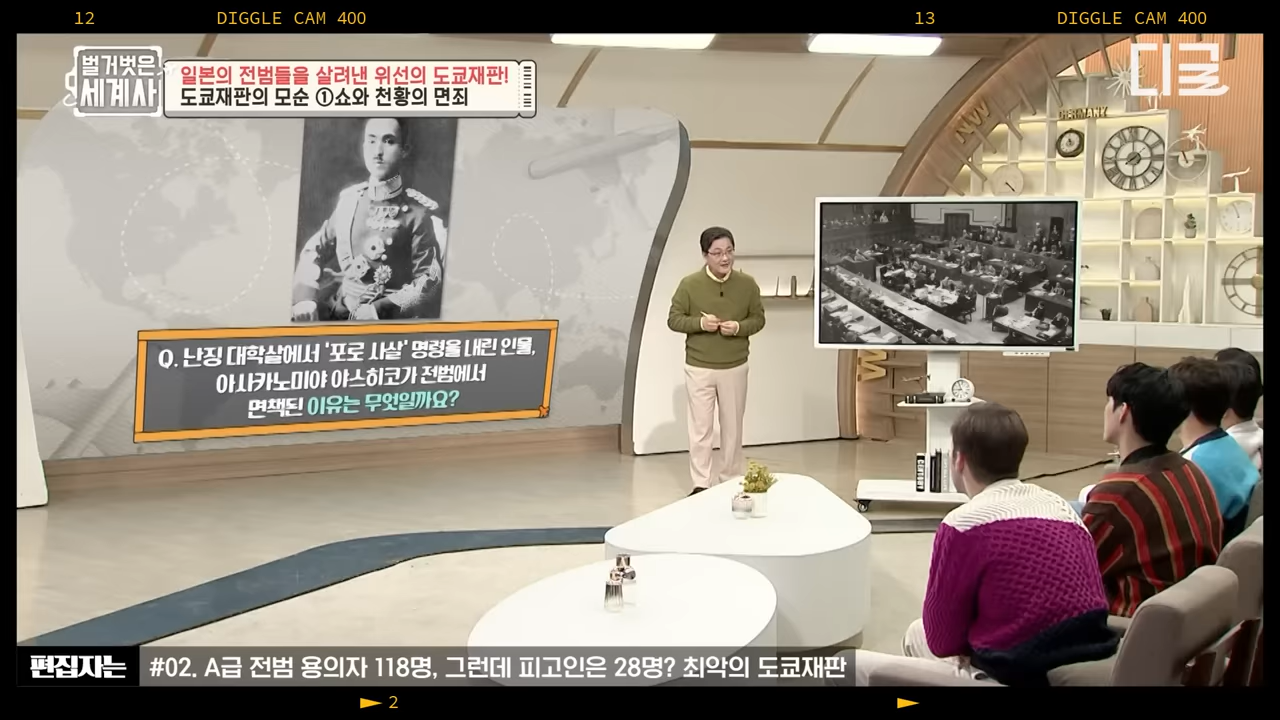 12
DIGGLE CAM 400
13
DIGGLE CAM 400
벌거벗은
세계사
일본의 전범들을 살려낸 위선의 도쿄재판!
도쿄재판의 모순 ①쇼와 천황의 면죄
디글
GERMANY
Q. 난징 대학살에서 '포로 사살' 명령을 내린 인물,
아사카노미야 야스히코가 전범에서
면책된 이유는 무엇일까요?
편집자는
#02. A급 전범 용의자 118명, 그런데 피고인은 28명? 최악의 도쿄재판
2